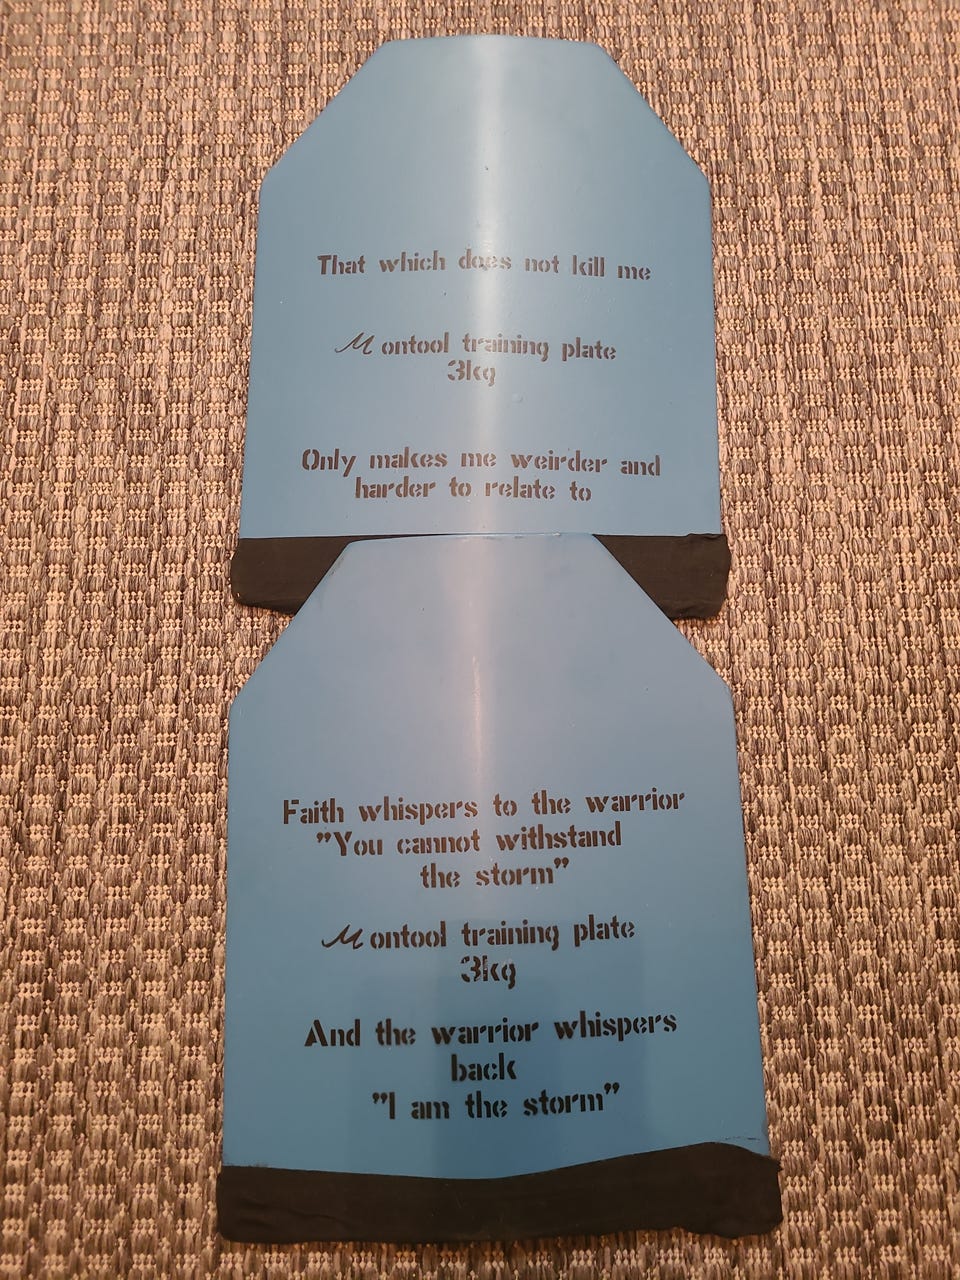 That which does not kill me
Montool training plate
3kg
Only makes me weirder and
harder to relate to
Faith whispers to the warrior
"You cannot withstand
the storm"
Montool training plate
3kg
And the warrior whispers
back
"I am the storm"